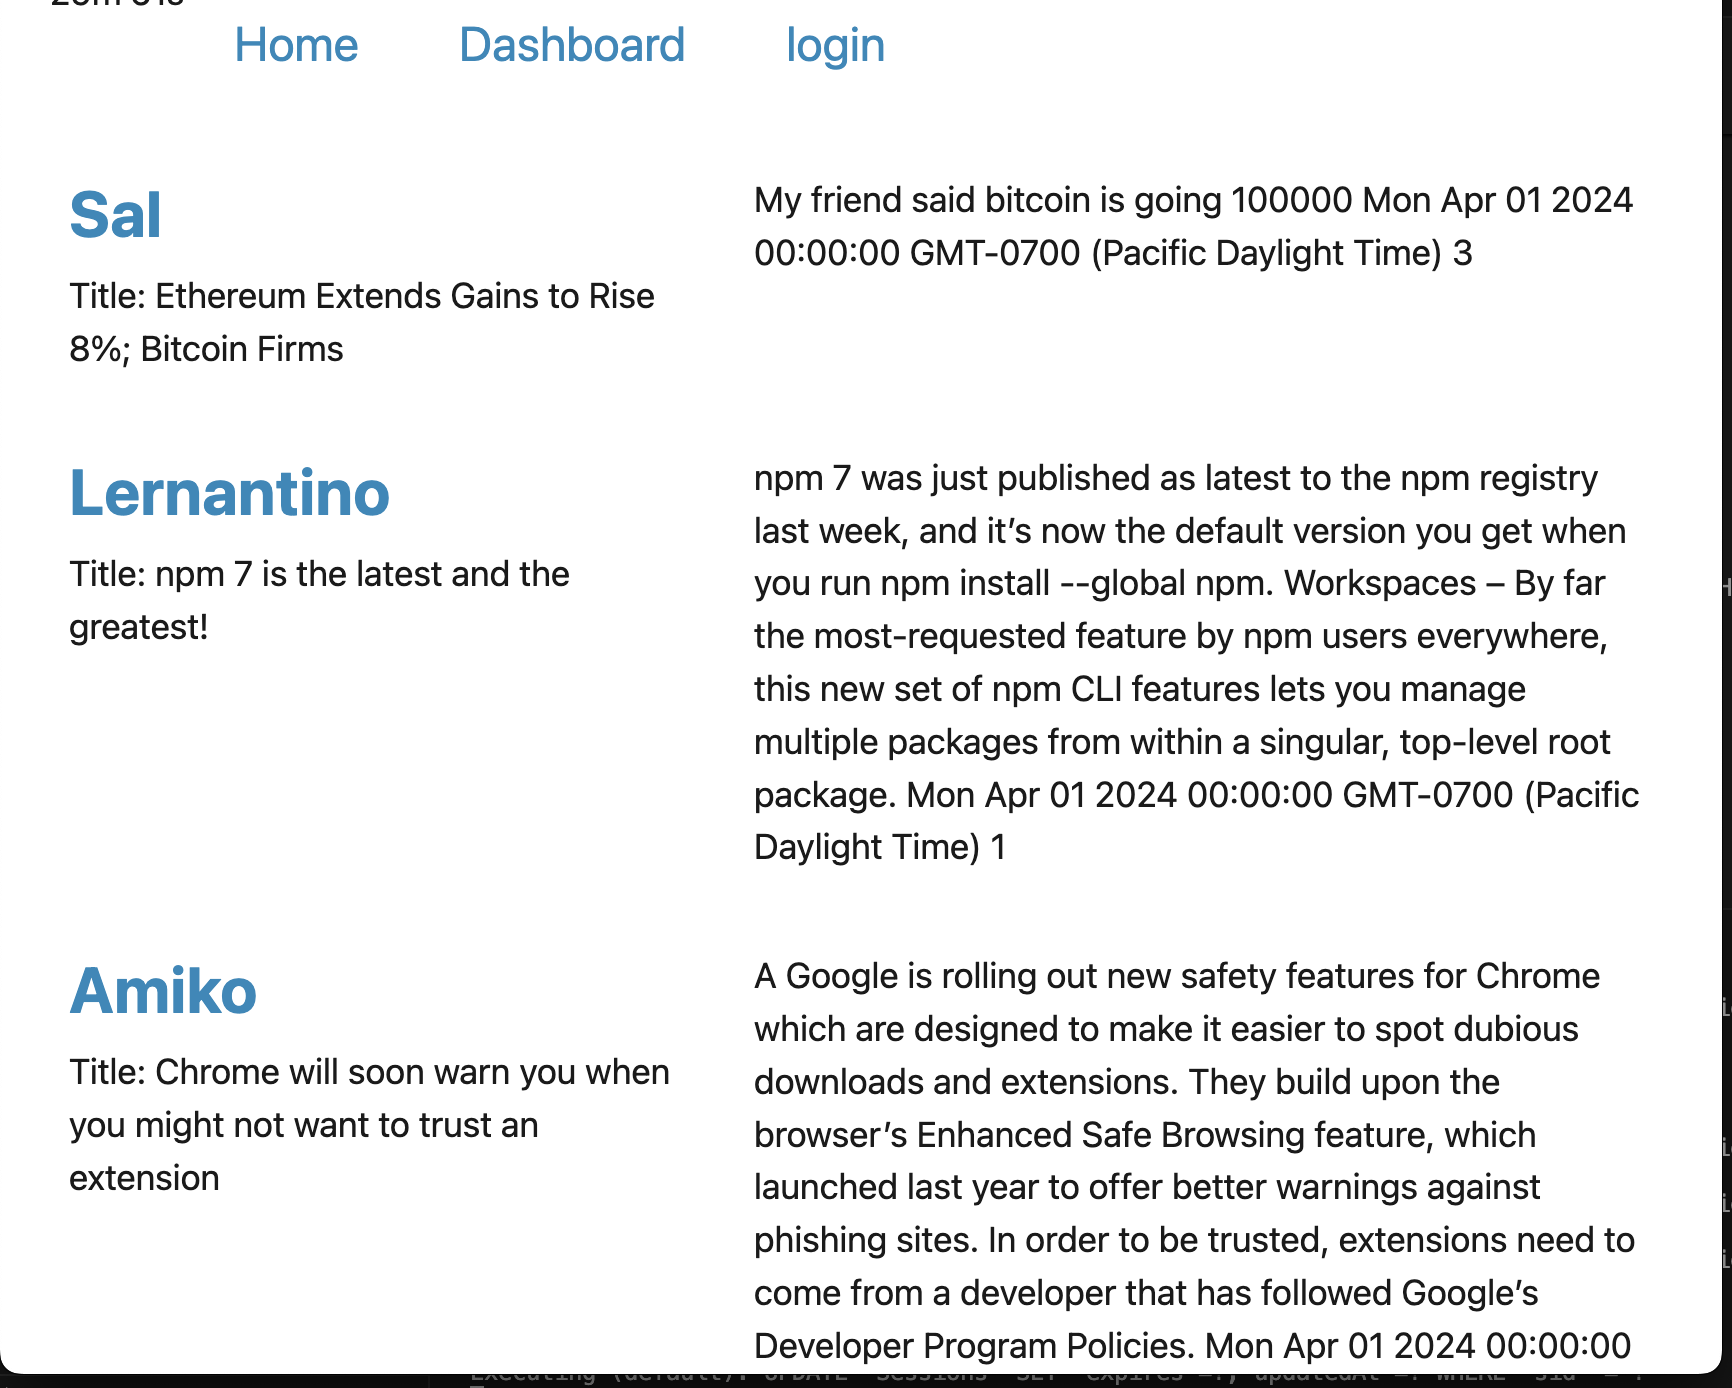 Home Dashboard login
Sal
Title: Ethereum Extends Gains to Rise
8%; Bitcoin Firms
My friend said bitcoin is going 100000 Mon Apr 01 2024
00:00:00 GMT-0700 (Pacific Daylight Time) 3
Lernantino
Title: npm 7 is the latest and the
greatest!
npm 7 was just published as latest to the npm registry
last week, and it’s now the default version you get when
you run npm install --global npm. Workspaces – By far
the most-requested feature by npm users everywhere,
this new set of npm CLI features lets you manage
multiple packages from within a singular, top-level root
package. Mon Apr 01 2024 00:00:00 GMT-0700 (Pacific
Daylight Time) 1
Amiko
Title: Chrome will soon warn you when
you might not want to trust an
extension
A Google is rolling out new safety features for Chrome
which are designed to make it easier to spot dubious
downloads and extensions. They build upon the
browser’s Enhanced Safe Browsing feature, which
launched last year to offer better warnings against
phishing sites. In order to be trusted, extensions need to
come from a developer that has followed Google’s
Developer Program Policies. Mon Apr 01 2024 00:00:00